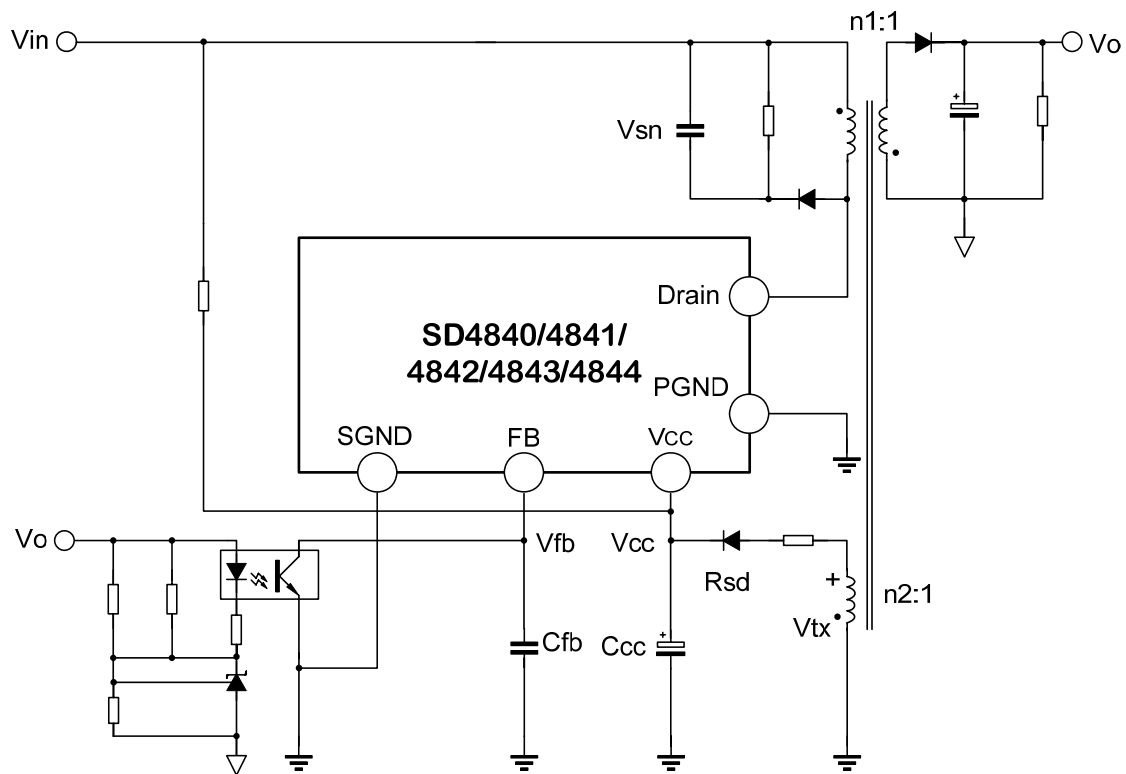 n1:1
Vin
Vo
Vsn
Drain
SD4840/4841/
4842/4843/4844
PGND
SGND
FB
VCC
Vo
Vfb
Vcc
Rsd
+
n2:1
Vtx
Cfb
Ccc
+
+